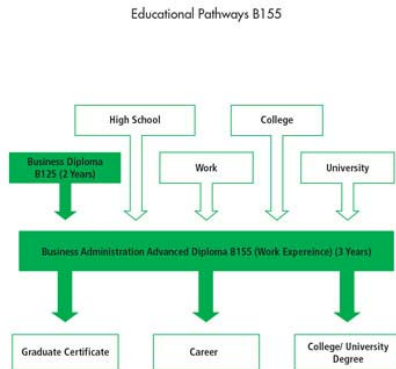 Educational Pathways B155
High School
College
Business Diploma
B125 (2 Years)
Work
University
Business Administration Advanced Diploma B155 (Work Expereince) (3 Years)
Graduate Certificate
Career
College/ University
Degree